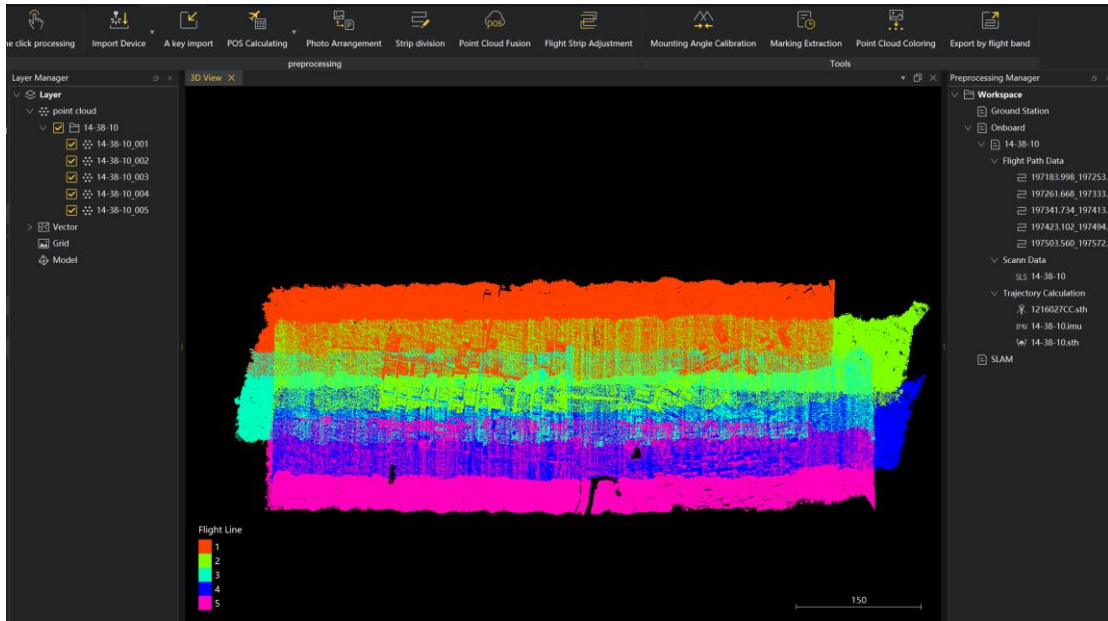 ne click processing
Import Device
A key import
POS Calculating
Photo Arrangement
Strip division
POS
Point Cloud Fusion
Flight Strip Adjustment
Mounting Angle Calibration
Marking Extraction
Point Cloud Coloring
Export by flight band
preprocessing
Tools
Layer Manager
Layer
point cloud
14-38-10
14-38-10_001
14-38-10_002
14-38-10_003
14-38-10_004
14-38-10_005
Vector
Grid
Model
3D View
Flight Line
1
2
3
4
5
150
Preprocessing Manager
Workspace
Ground Station
Onboard
14-38-10
Flight Path Data
197183.998_197253.
197261.668_197333.
197341.734_197413.
197423.102_197494.
197503.560_197572.
Scann Data
SLS 14-38-10
Trajectory Calculation
1216027CC.sth
IMU 14-38-10.imu
14-38-10.sth
SLAM